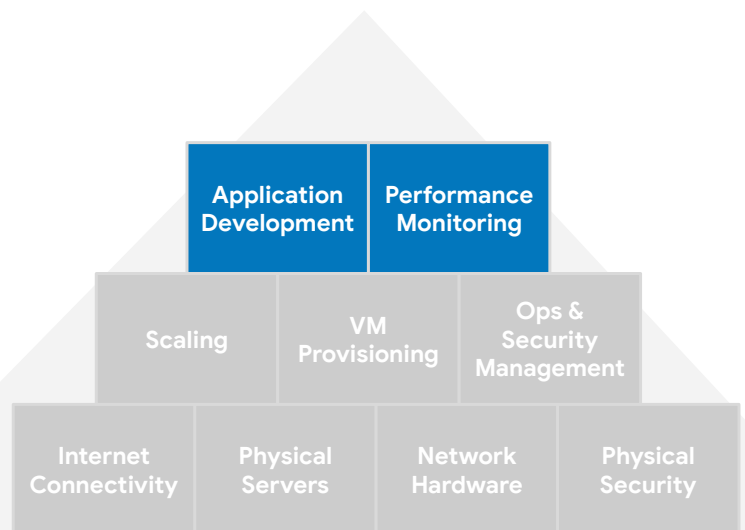 Application
Development
Performance
Monitoring
Scaling
VM
Provisioning
Ops &
Security
Management
Internet
Connectivity
Physical
Servers
Network
Hardware
Physical
Security